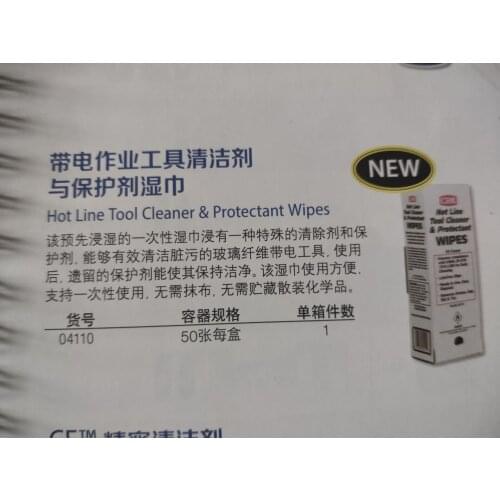 带电作业工具清洁剂
与保护剂湿巾
NEW
Hot Line Tool Cleaner & Protectant Wipes
该预先浸湿的一次性湿巾浸有一种特殊的清除剂和保
护剂, 能够有效清洁脏污的玻璃纤维带电工具, 使用
后, 遗留的保护剂能使其保持洁净。该湿巾使用方便,
支持一次性使用, 无需抹布, 无需贮藏散装化学品。
货号 容器规格 单箱件数
04110 50张每盒 1
CRC
Hot Line
Tool Cleaner
& Protectant
WIPES